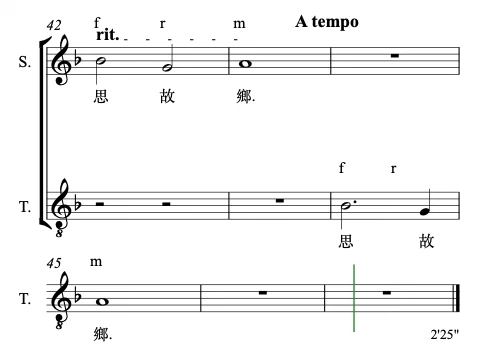 42 f r m A tempo
rit.
S.
思 故 鄉.
f r
T.
思 故
45 m
T.
鄉. 2'25"